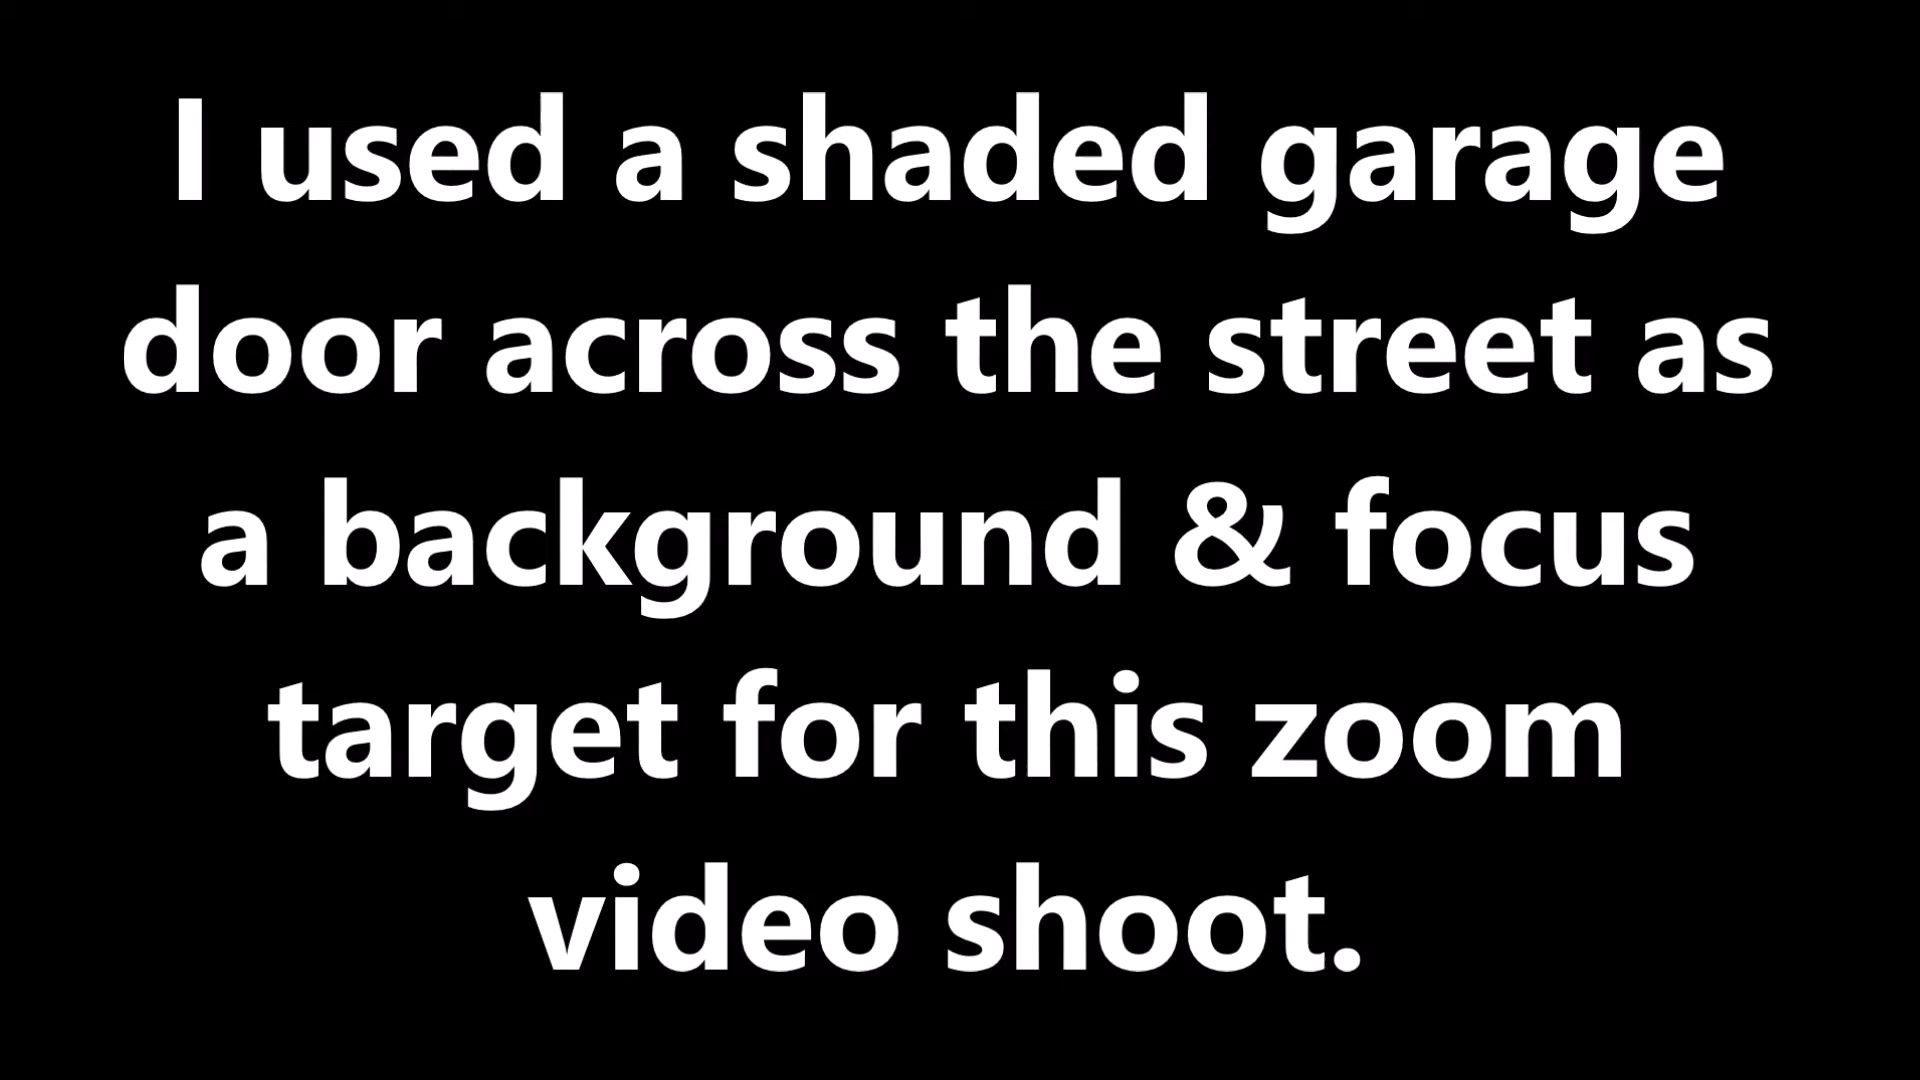 I used a shaded garage
door across the street as
a background & focus
target for this zoom
video shoot.